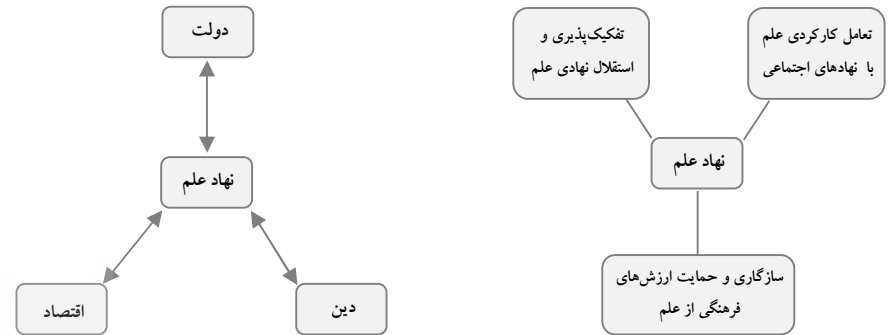 تعامل کارکردی علم
با نهادهای اجتماعی
تفکیک‌پذیری و
استقلال نهادی علم
نهاد علم
سازگاری و حمایت ارزش‌های
فرهنگی از علم
دولت
نهاد علم
دین
اقتصاد